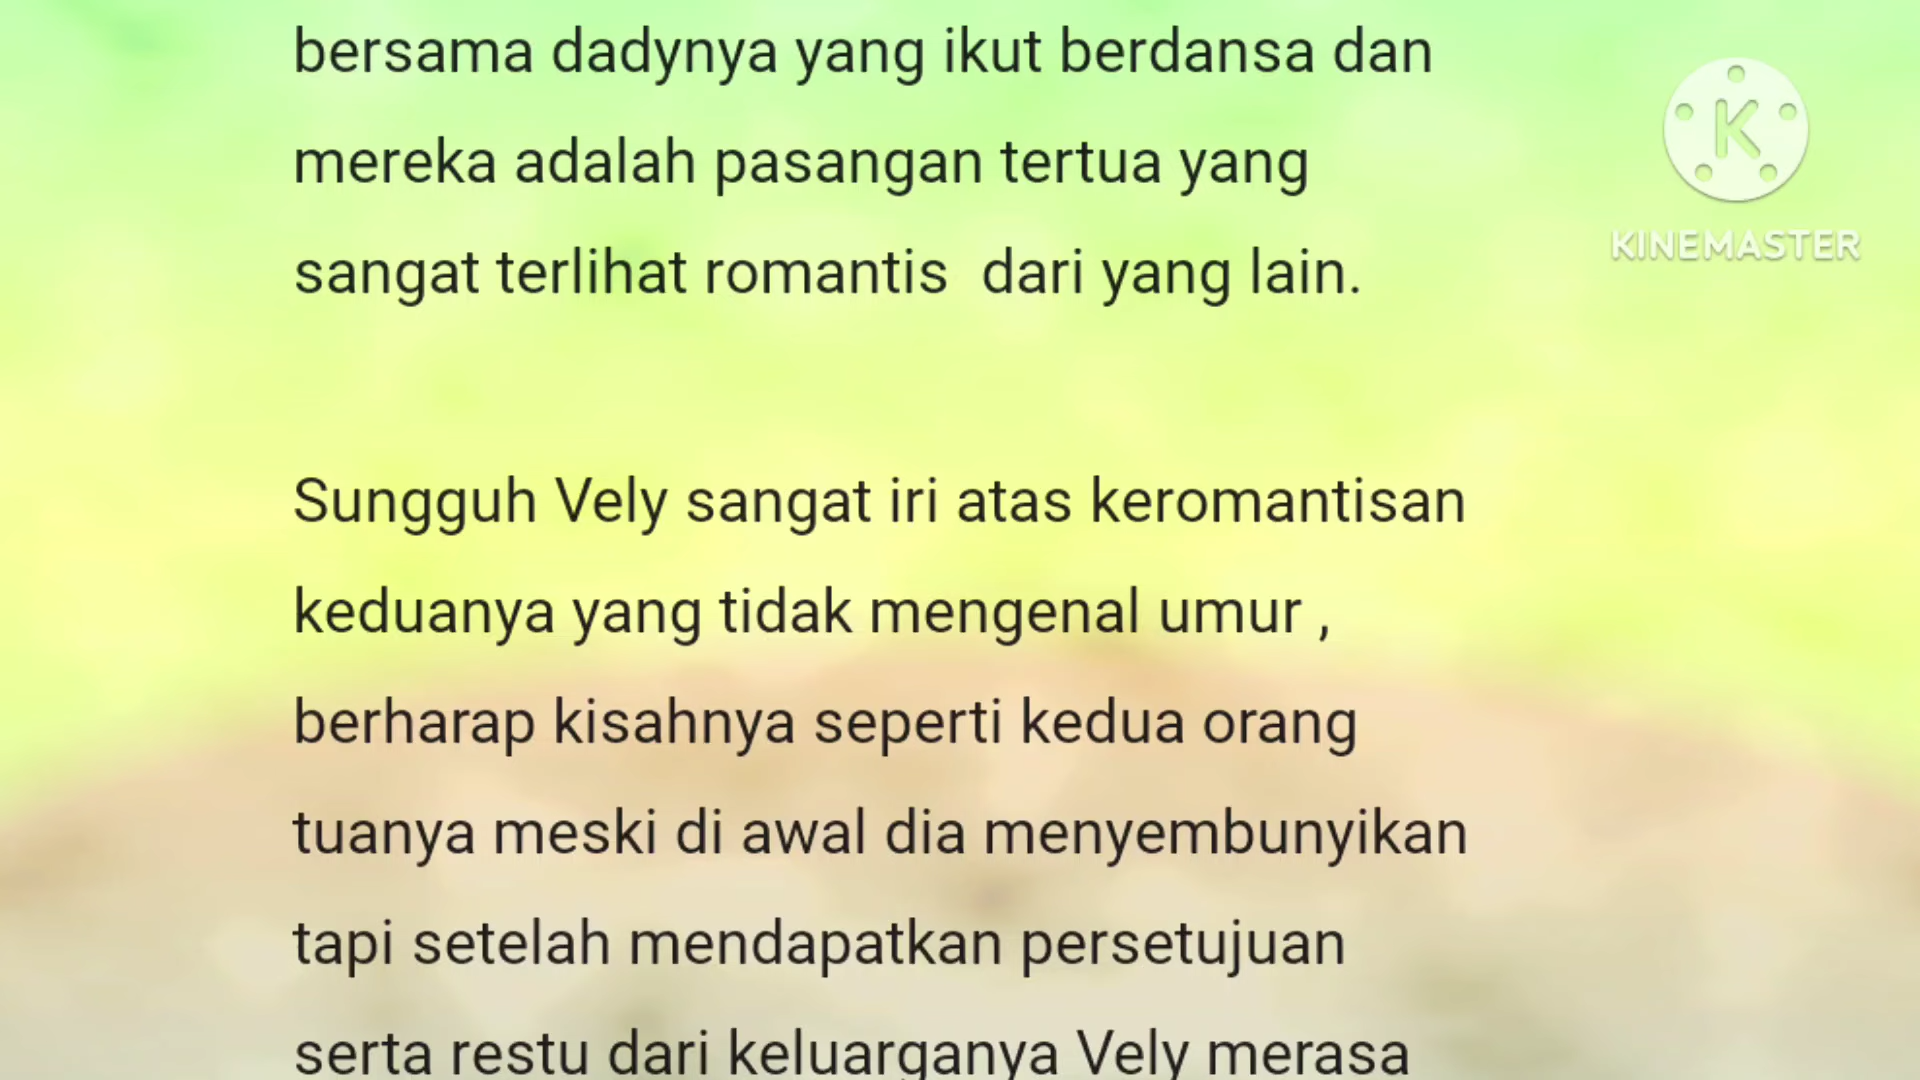 bersama dadynya yang ikut berdansa dan
mereka adalah pasangan tertua yang
sangat terlihat romantis  dari yang lain.
Sungguh Vely sangat iri atas keromantisan
keduanya yang tidak mengenal umur ,
berharap kisahnya seperti kedua orang
tuanya meski di awal dia menyembunyikan
tapi setelah mendapatkan persetujuan
serta restu dari keluarganya Vely merasa
K
KINEMASTER